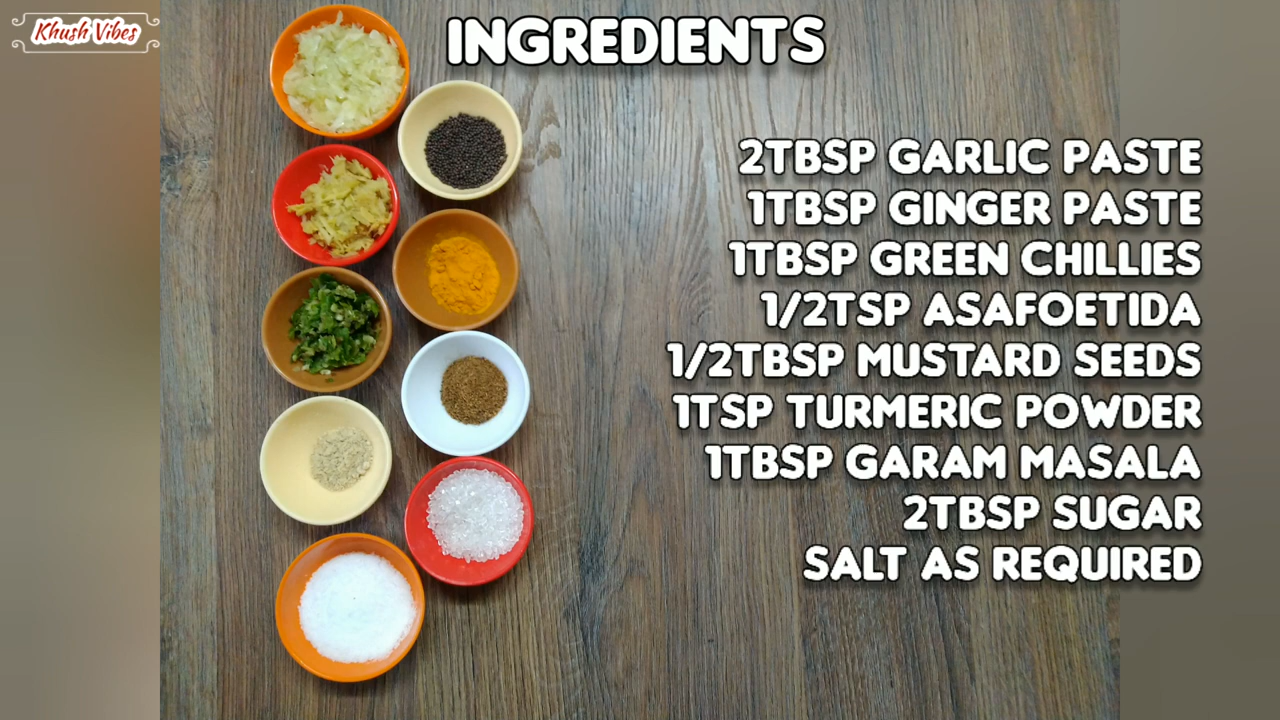 Khush Vibes
INGREDIENTS
2TBSP GARLIC PASTE
1TBSP GINGER PASTE
1TBSP GREEN CHILLIES
1/2TSP ASAFOETIDA
1/2TBSP MUSTARD SEEDS
1TSP TURMERIC POWDER
1TBSP GARAM MASALA
2TBSP SUGAR
SALT AS REQUIRED